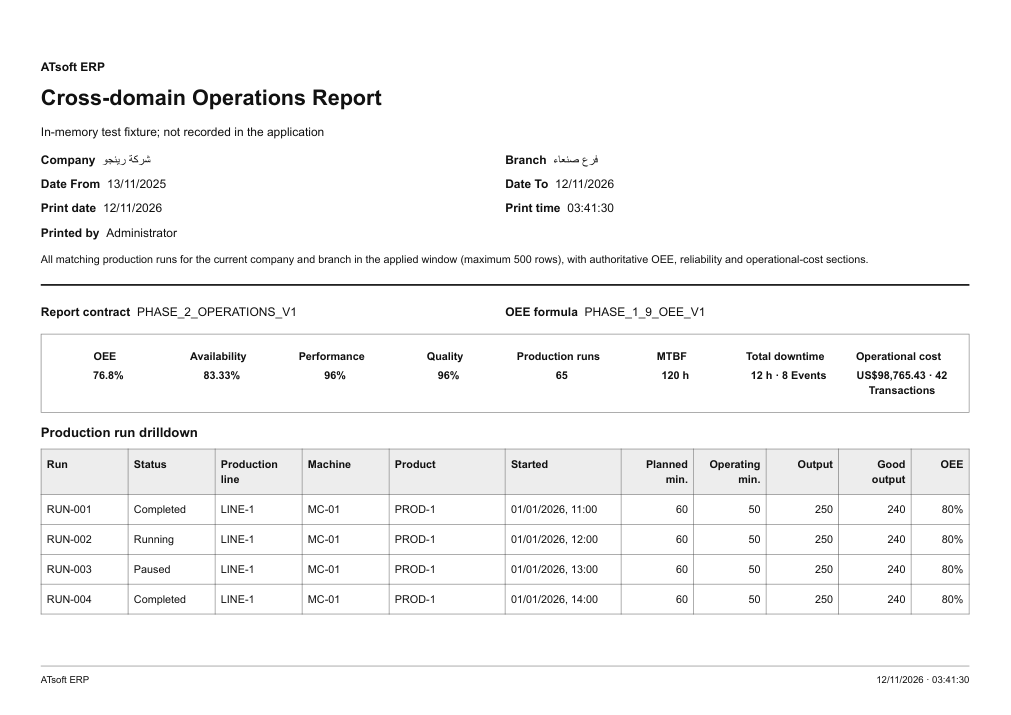 ATsoft ERP
Cross-domain Operations Report
In-memory test fixture; not recorded in the application
Company شركة رينجو Branch فرع صنعاء
Date From 13/11/2025 Date To 12/11/2026
Print date 12/11/2026 Print time 03:41:30
Printed by Administrator
All matching production runs for the current company and branch in the applied window (maximum 500 rows), with authoritative OEE, reliability and operational-cost sections.
Report contract PHASE_2_OPERATIONS_V1 OEE formula PHASE_1_9_OEE_V1
OEE Availability Performance Quality Production runs MTBF Total downtime Operational cost
76.8% 83.33% 96% 96% 65 120 h 12 h · 8 Events US$98,765.43 · 42
Transactions
Production run drilldown
Run Status Production Machine Product Started Planned Operating Output Good OEE
line min. min. output
RUN-001 Completed LINE-1 MC-01 PROD-1 01/01/2026, 11:00 60 50 250 240 80%
RUN-002 Running LINE-1 MC-01 PROD-1 01/01/2026, 12:00 60 50 250 240 80%
RUN-003 Paused LINE-1 MC-01 PROD-1 01/01/2026, 13:00 60 50 250 240 80%
RUN-004 Completed LINE-1 MC-01 PROD-1 01/01/2026, 14:00 60 50 250 240 80%
ATsoft ERP 12/11/2026 · 03:41:30